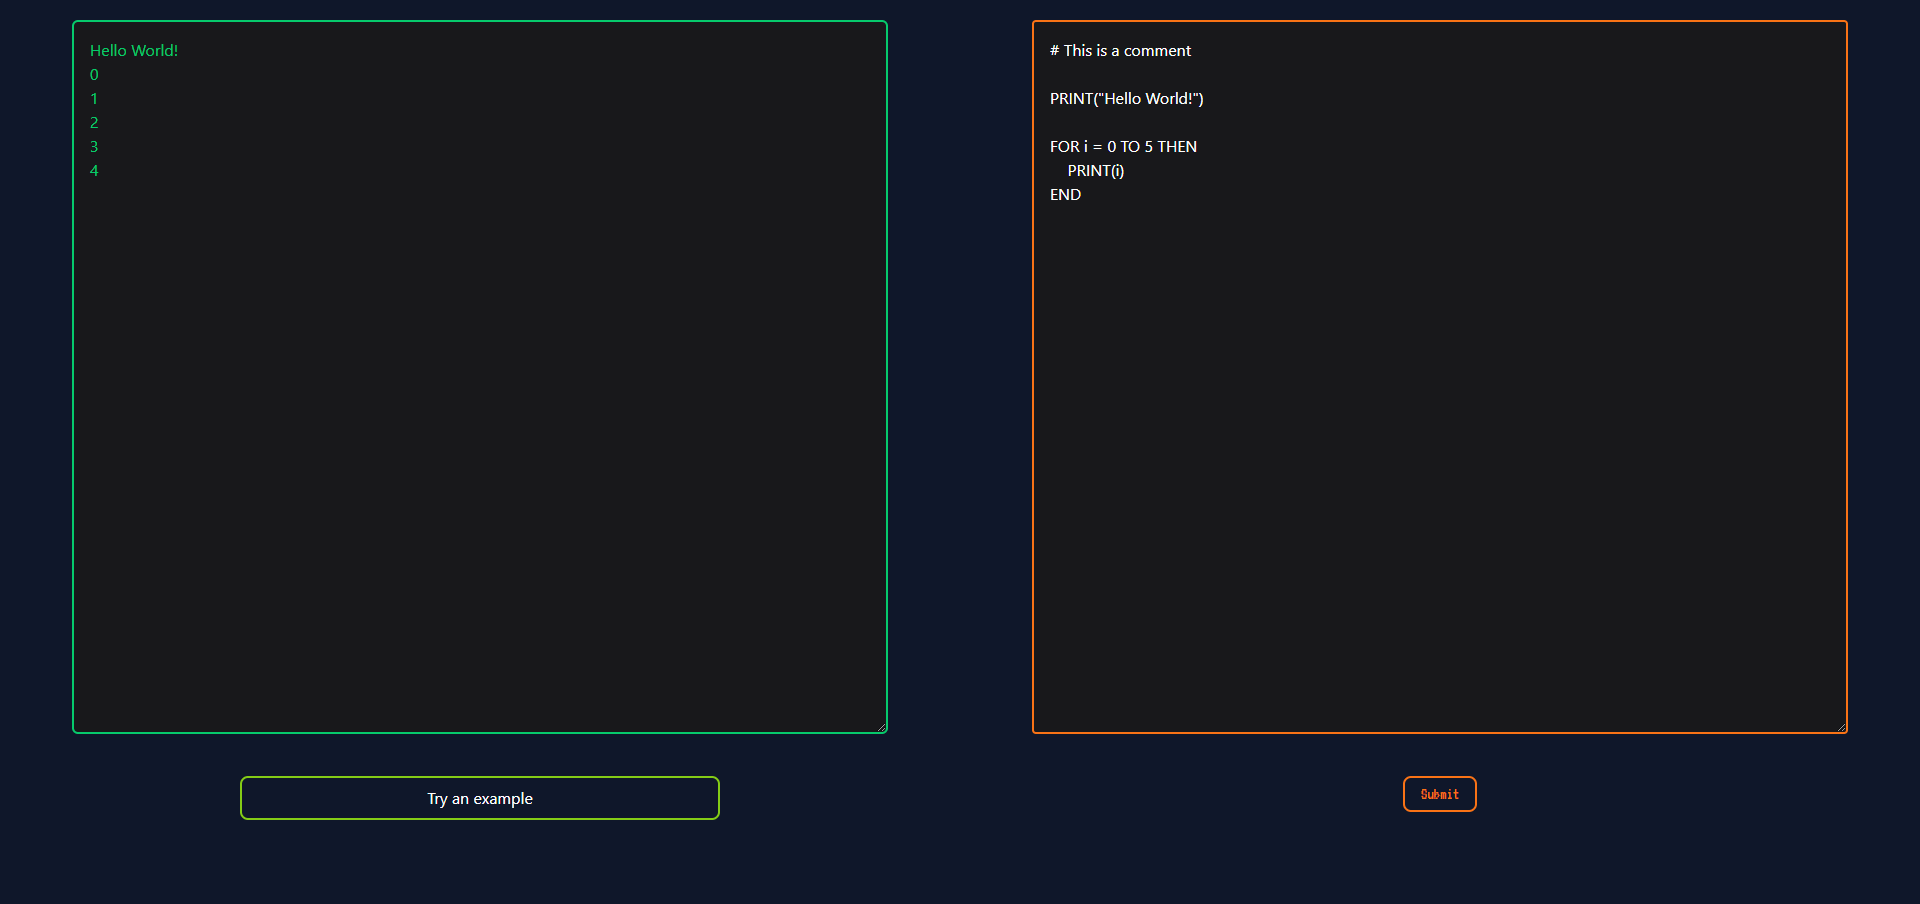 Hello World!
0
1
2
3
4
# This is a comment
PRINT("Hello World!")
FOR i = 0 TO 5 THEN
    PRINT(i)
END
Try an example
Submit